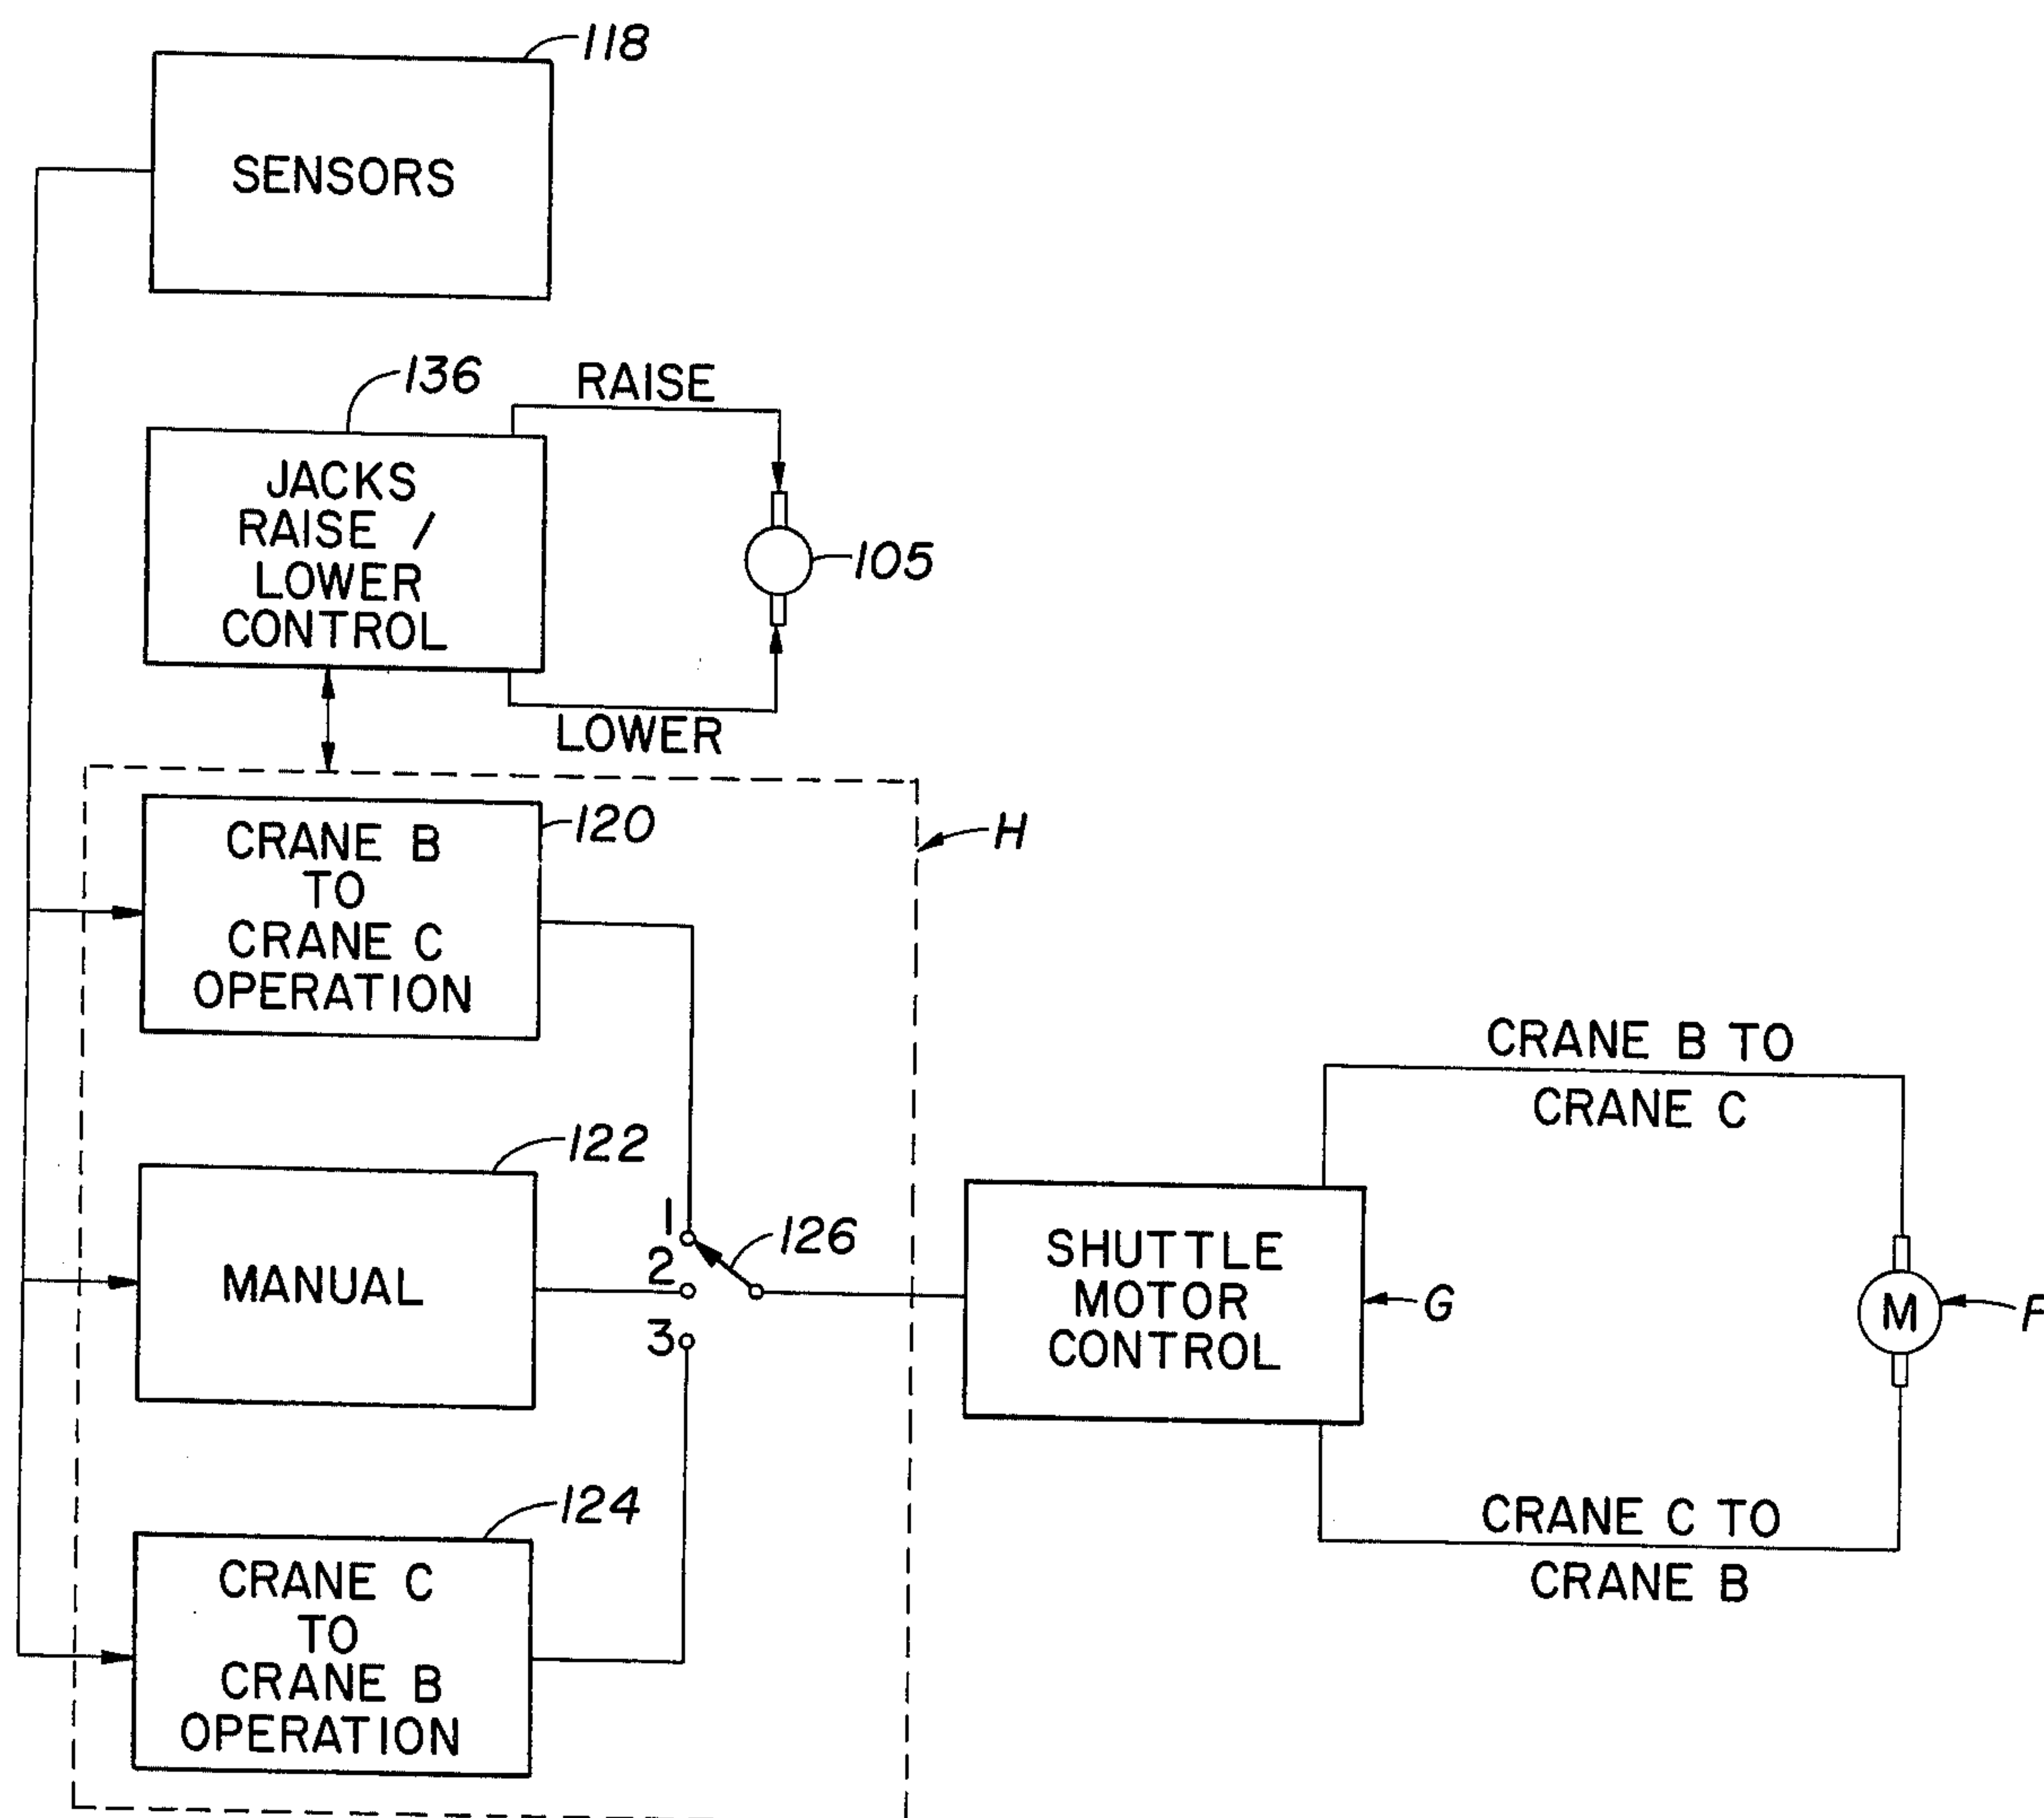 118
SENSORS
136
RAISE
JACKS
RAISE /
LOWER
CONTROL
105
LOWER
120
CRANE B
TO
CRANE C
OPERATION
H
CRANE B TO
CRANE C
122
MANUAL
1
2
3
126
SHUTTLE
MOTOR
CONTROL
G
M
124
CRANE C
TO
CRANE B
OPERATION
CRANE C TO
CRANE B